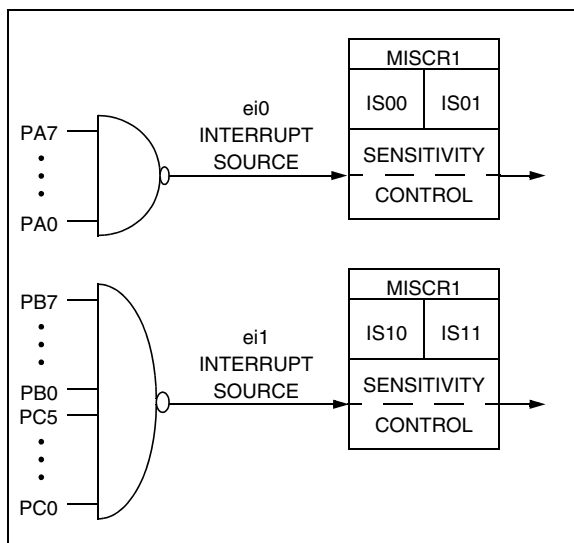 MISCR1
IS00 IS01
ei0
INTERRUPT
SOURCE
PA7
PA0
SENSITIVITY
CONTROL
MISCR1
IS10 IS11
ei1
INTERRUPT
SOURCE
PB7
PB0
PC5
PC0
SENSITIVITY
CONTROL